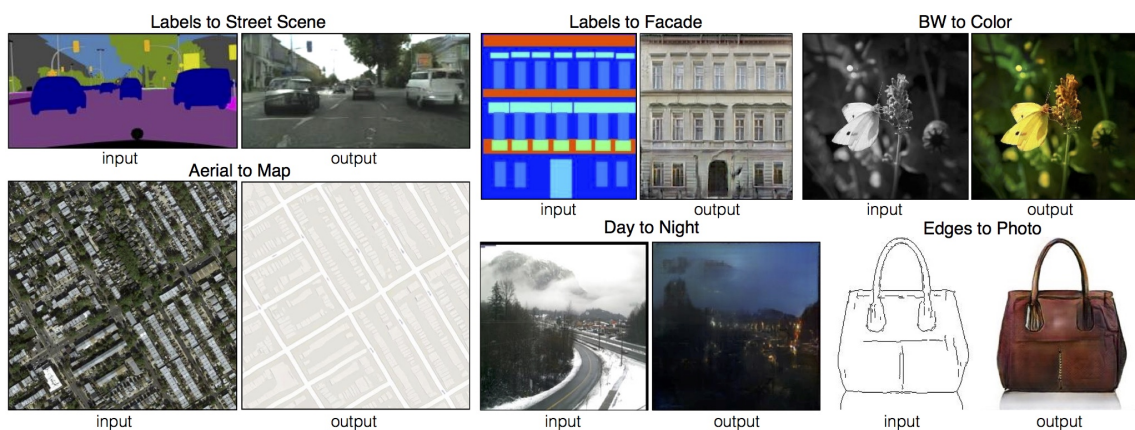 Labels to Street Scene
input
output
Aerial to Map
input
output
Labels to Facade
input
output
BW to Color
input
output
Day to Night
input
output
Edges to Photo
input
output